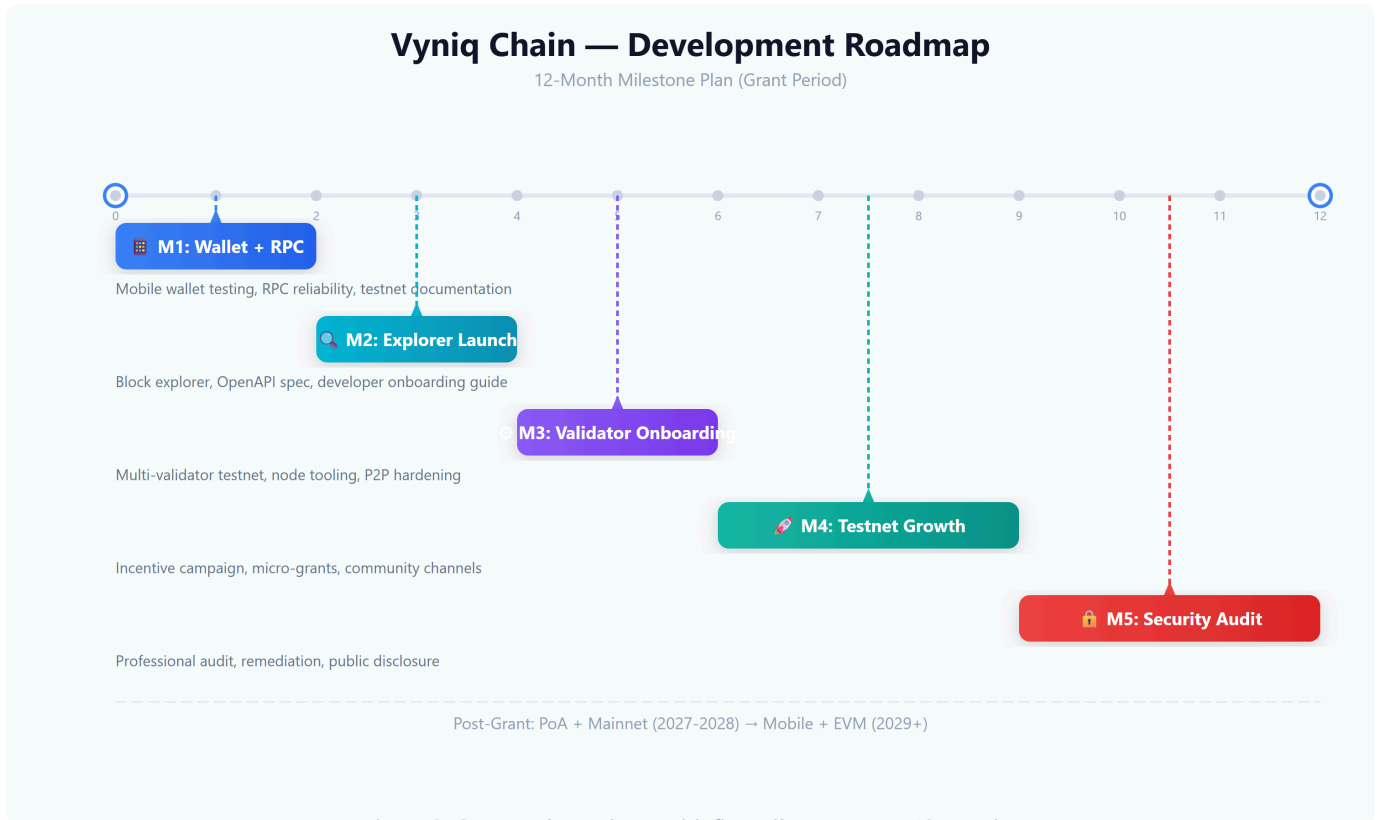 Vyniq Chain — Development Roadmap
12-Month Milestone Plan (Grant Period)
0 2 4 6 7 8 9 10 11 12
M1: Wallet + RPC
Mobile wallet testing, RPC reliability, testnet documentation
M2: Explorer Launch
Block explorer, OpenAPI spec, developer onboarding guide
M3: Validator Onboarding
Multi-validator testnet, node tooling, P2P hardening
M4: Testnet Growth
Incentive campaign, micro-grants, community channels
M5: Security Audit
Professional audit, remediation, public disclosure
Post-Grant: PoA + Mainnet (2027-2028) → Mobile + EVM (2029+)